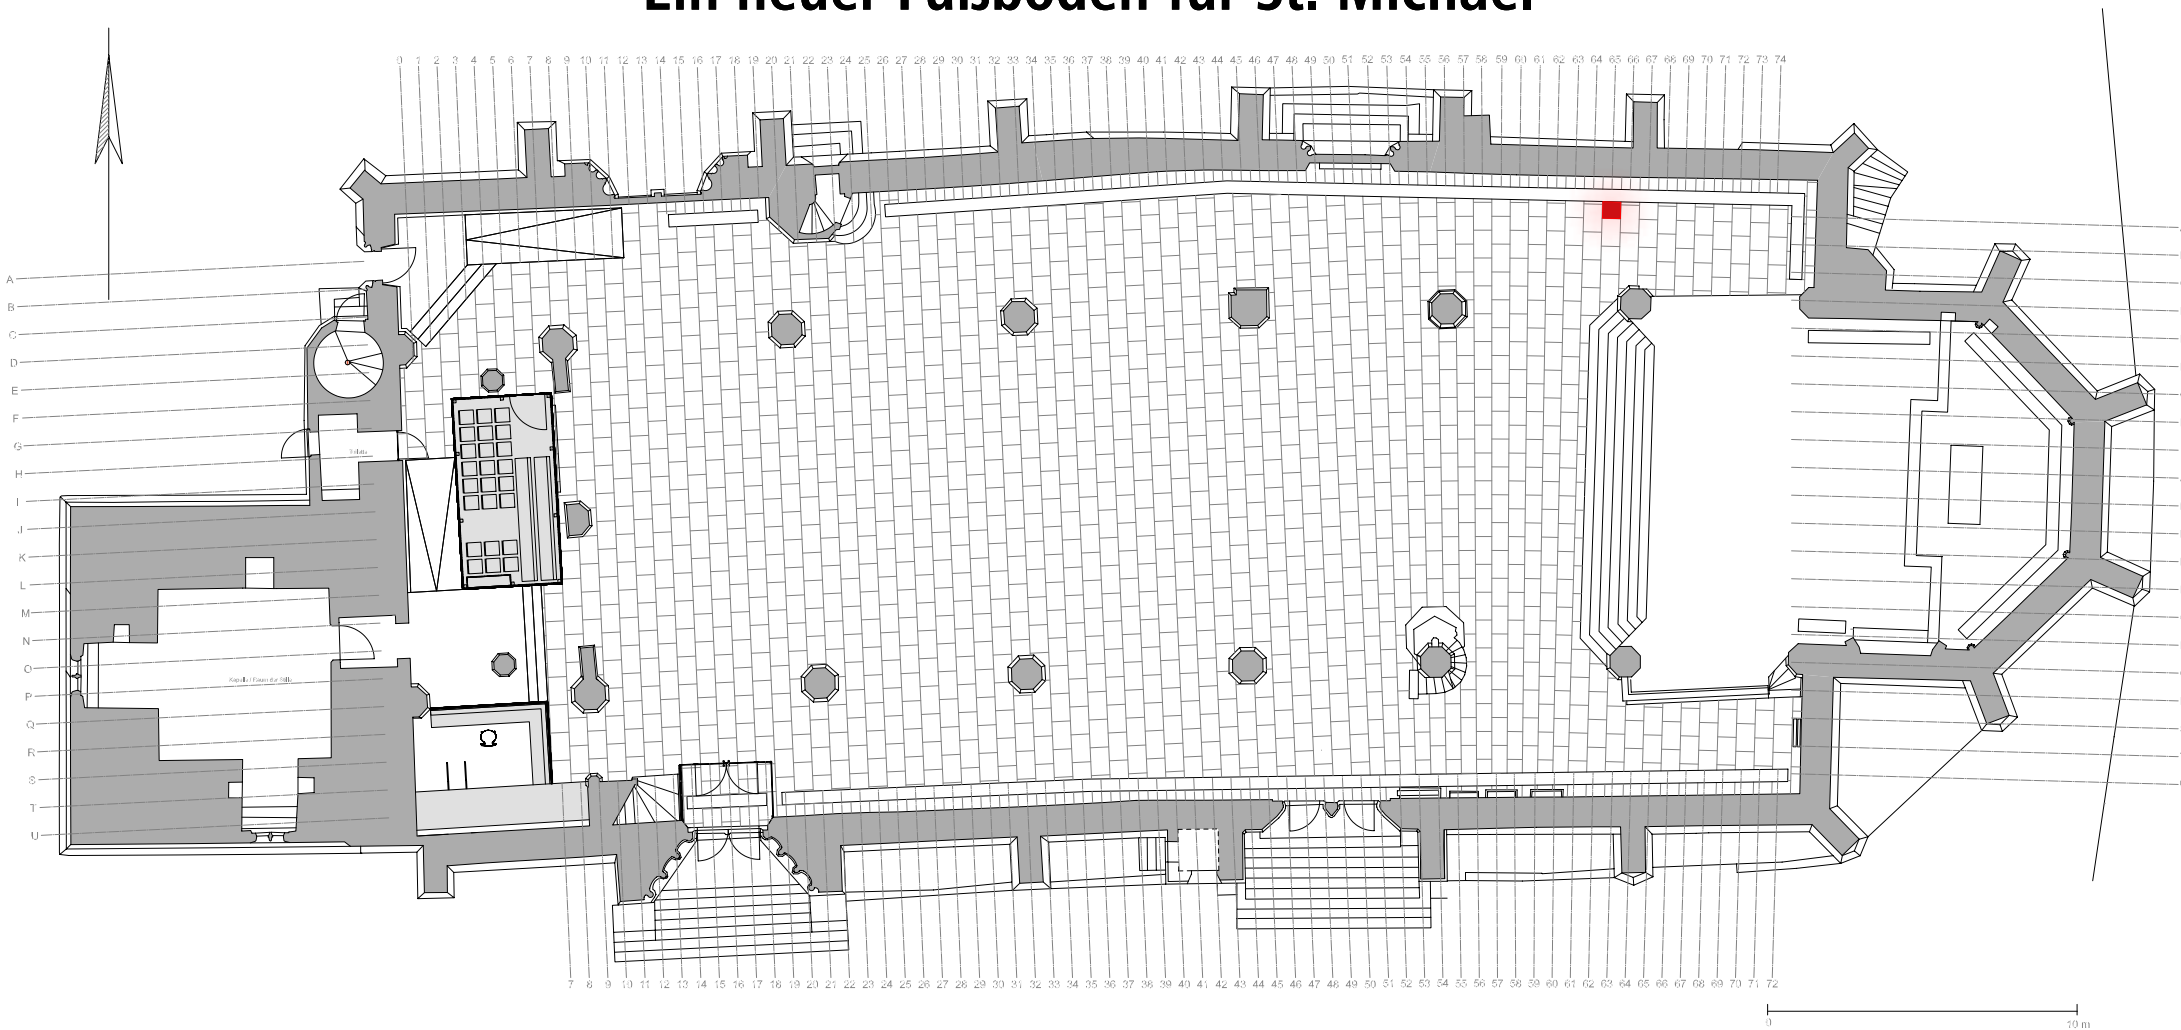 Ein neuer Fußboden für St. Michael
0 1 2 3 4 5 6 7 8 9 10 11 12 13 14 15 16 17 18 19 20 21 22 23 24 25 26 27 28 29 30 31 32 33 34 35 36 37 38 39 40 41 42 43 44 45 46 47 48 49 50 51 52 53 54 55 56 57 58 59 60 61 62 63 64 65 66 67 68 69 70 71 72 73 74
A
B
C
D
E
F
G
H
I
J
K
L
M
N
O
P
Q
R
S
T
U
7 8 9 10 11 12 13 14 15 16 17 18 19 20 21 22 23 24 25 26 27 28 29 30 31 32 33 34 35 36 37 38 39 40 41 42 43 44 45 46 47 48 49 50 51 52 53 54 55 56 57 58 59 60 61 62 63 64 65 66 67 68 69 70 71 72
0 10 m